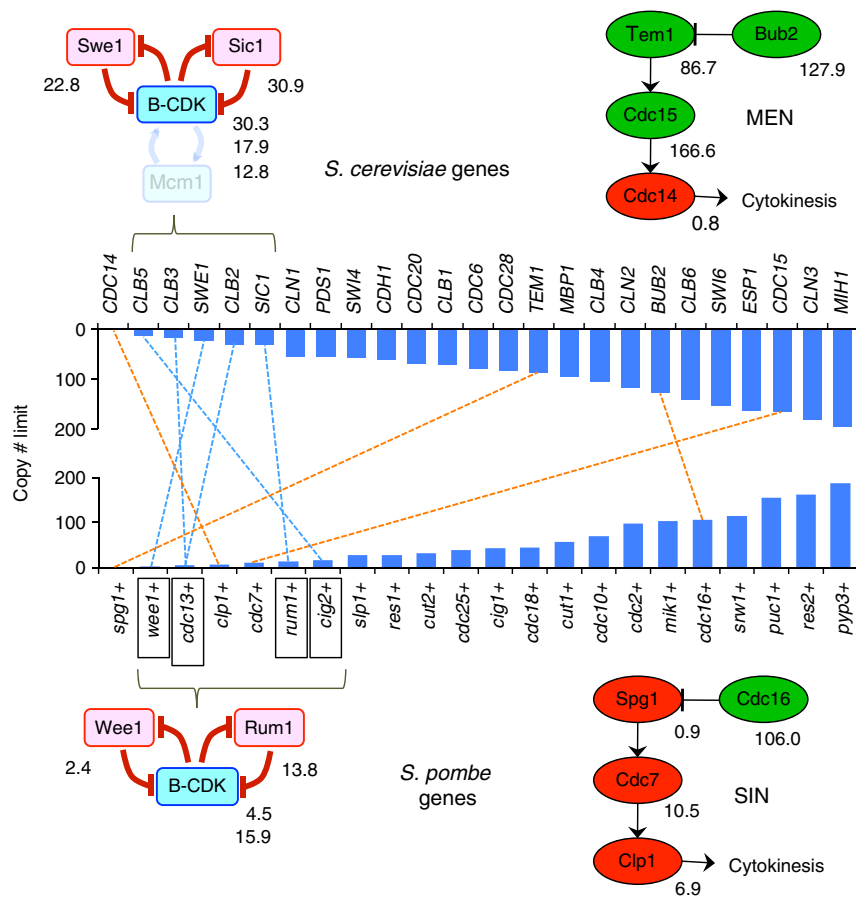 Swe1
Sic1
22.8
30.9
B-CDK
30.3
17.9
12.8
Mcm1
S. cerevisiae genes
Tem1
Bub2
86.7
127.9
Cdc15
MEN
166.6
Cdc14
Cytokinesis
0.8
CDC14
CLB5
CLB3
SWE1
CLB2
SIC1
CLN1
PDS1
SWI4
CDH1
CDC20
CLB1
CDC6
CDC28
TEM1
MBP1
CLB4
CLN2
BUB2
CLB6
SWI6
ESP1
CDC15
CLN3
MIH1
0
100
200
Copy # limit
200
100
0
spg1+
wee1+
cdc13+
clp1+
cdc7+
rum1+
cig2+
slp1+
res1+
cut2+
cdc25+
cig1+
cdc18+
cut1+
cdc10+
cdc2+
mik1+
cdc16+
srw1+
puc1+
res2+
pyp3+
Wee1
Rum1
2.4
13.8
B-CDK
4.5
15.9
S. pombe
genes
Spg1
Cdc16
0.9
106.0
Cdc7
SIN
10.5
Clp1
Cytokinesis
6.9